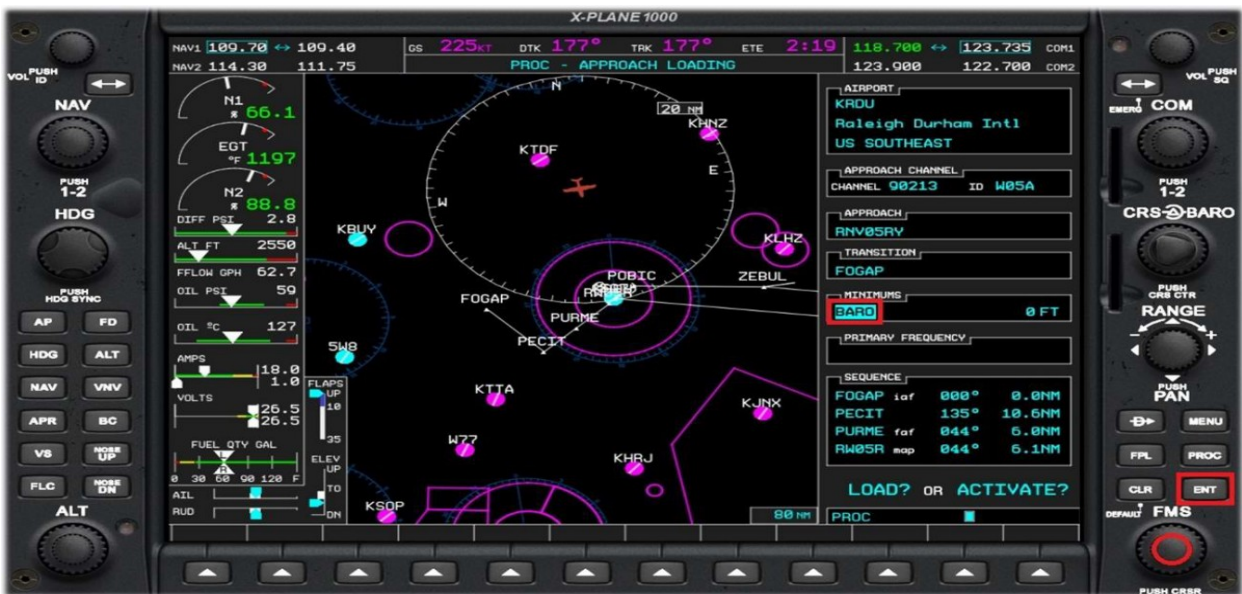 X-PLANE 1000
NAV1 109.70 ↔ 109.40 GS 225KT DTK 177° TRK 177° ETE 2:19 118.700 ↔ 123.735 COM1
NAV2 114.30 111.75 PROC - APPROACH LOADING 123.900 122.700 COM2
VOL PUSH ID
NAV
PUSH 1-2
HDG
PUSH HDG SYNC
AP FD
HDG ALT
NAV VNV
APR BC
VS NOSE UP
FLC NOSE DN
ALT
N1
% 66.1
EGT
°F 1197
N2
% 88.8
DIFF PSI 2.8
ALT FT 2550
FFLOW GPH 62.7
OIL PSI 59
OIL ºC 127
AMPS
18.0
1.0
VOLTS
26.5
26.5
FUEL QTY GAL
L
R
0 30 60 90 120 F
AIL
RUD
FLAPS
UP
10
35
ELEV
UP
TO
DN
N
20 NM
KHNZ
KTDF
E
W
KBUY
KLHZ
POBIC
ZEBUL
FOGAP
PURME
PECIT
5W8
KTTA
KJNX
W77
KHRJ
KSOP
80 NM
AIRPORT
KRDU
Raleigh Durham Intl
US SOUTHEAST
APPROACH CHANNEL
CHANNEL 90213 ID W05A
APPROACH
RNV05RY
TRANSITION
FOGAP
MINIMUMS
BARO 0 FT
PRIMARY FREQUENCY
SEQUENCE
FOGAP iaf 000° 0.0NM
PECIT 135° 10.6NM
PURME faf 044° 6.0NM
RW05R map 044° 6.1NM
LOAD? OR ACTIVATE?
PROC
VOL PUSH SQ
EMERG COM
PUSH 1-2
CRS BARO
PUSH CRS CTR
RANGE
- +
PUSH PAN
D MENU
FPL PROC
CLR ENT
DEFAULT FMS
PUSH CRSR